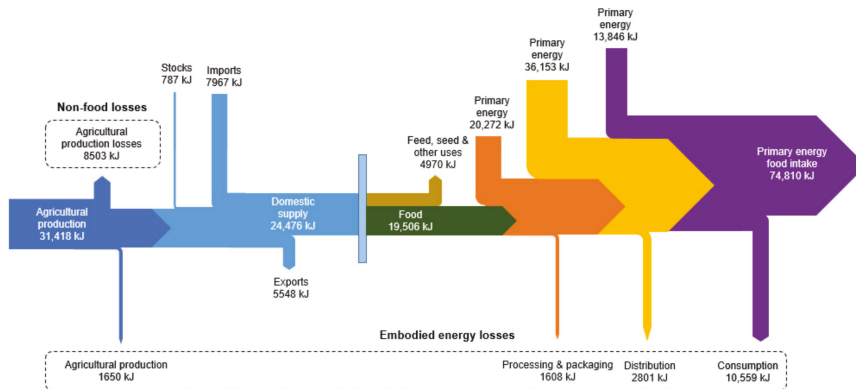 Primary energy
13,846 kJ
Primary
energy
36,153 kJ
Stocks
787 kJ
Imports
7967 kJ
Non-food losses
Primary
energy
20,272 kJ
Agricultural
production losses
8503 kJ
Feed, seed &
other uses
4970 kJ
Primary energy
food intake
74,810 kJ
Agricultural
production
31,418 kJ
Domestic
supply
24,476 kJ
Food
19,506 kJ
Exports
5548 kJ
Embodied energy losses
Agricultural production
1650 kJ
Processing & packaging
1608 kJ
Distribution
2801 kJ
Consumption
10,559 kJ